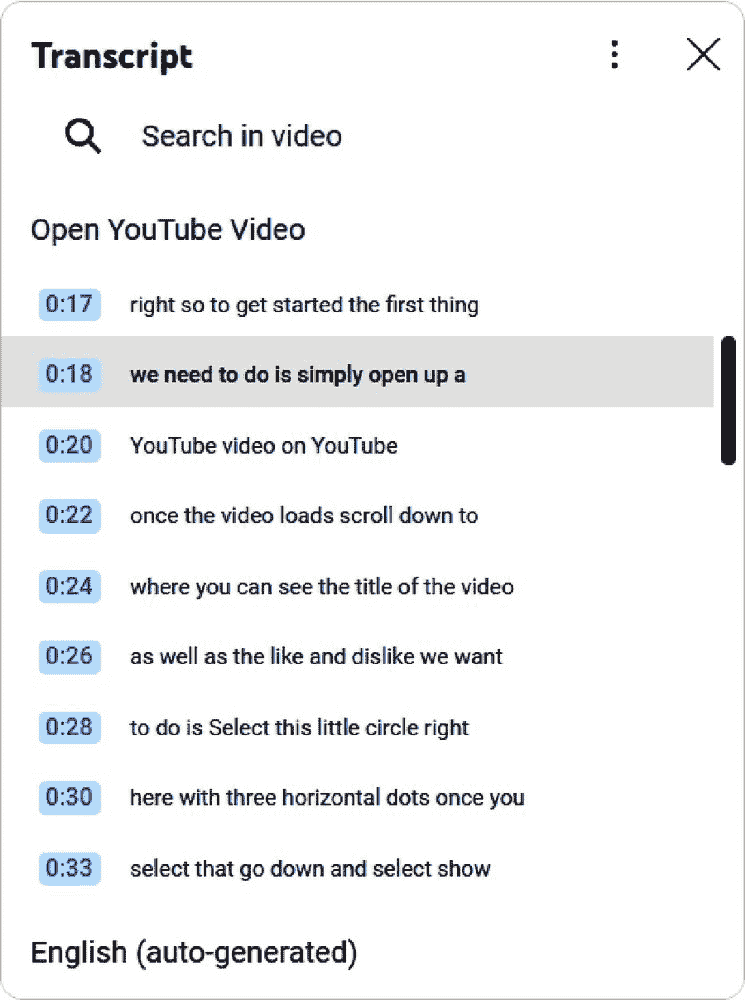 Transcript
Search in video
Open YouTube Video
0:17 right so to get started the first thing
0:18 we need to do is simply open up a
0:20 YouTube video on YouTube
0:22 once the video loads scroll down to
0:24 where you can see the title of the video
0:26 as well as the like and dislike we want
0:28 to do is Select this little circle right
0:30 here with three horizontal dots once you
0:33 select that go down and select show
English (auto-generated)